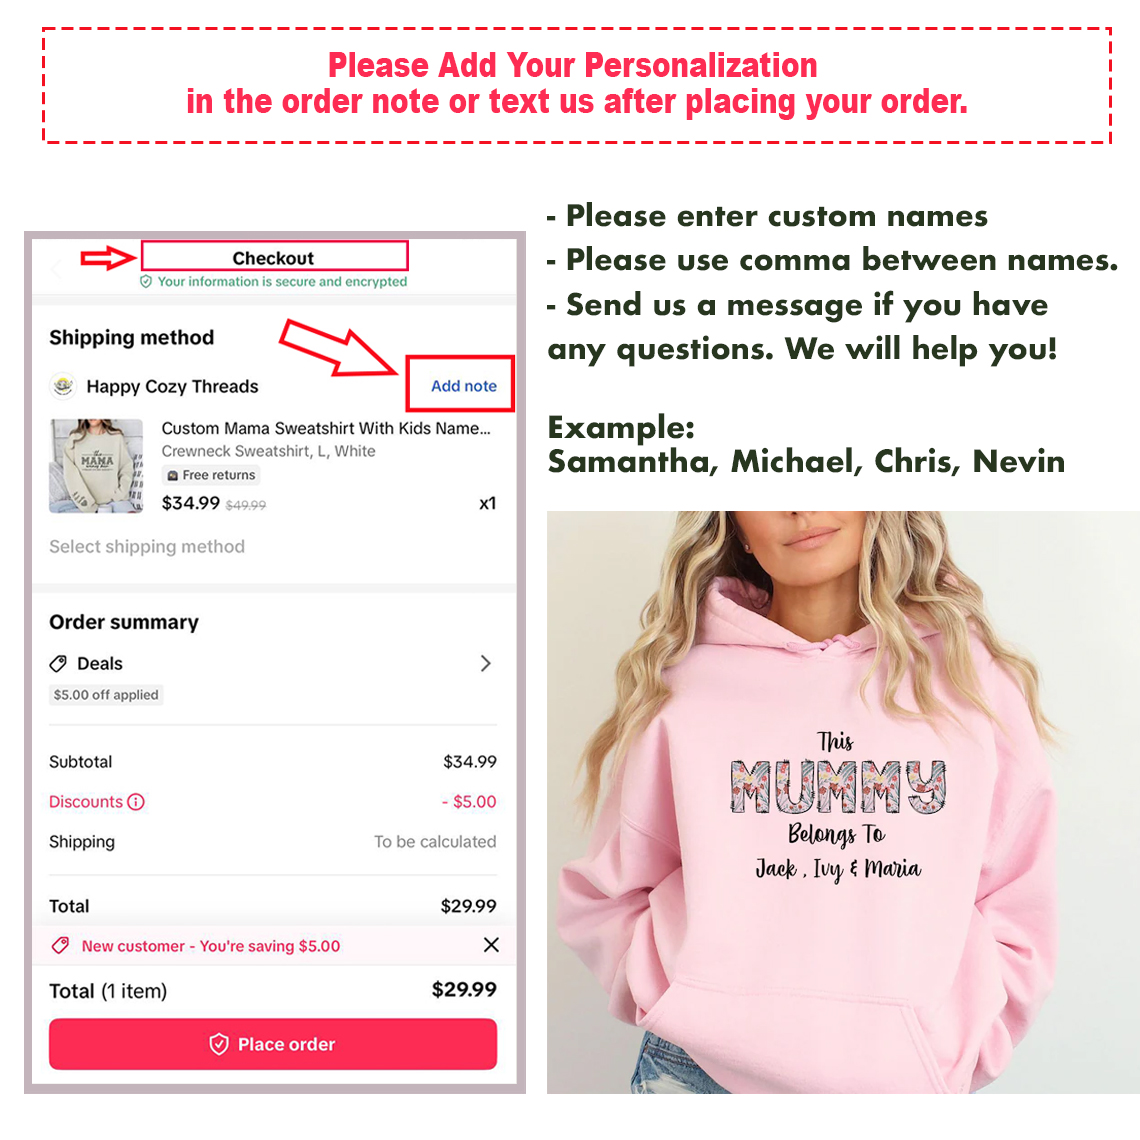 Please Add Your Personalization
in the order note or text us after placing your order.
- Please enter custom names
- Please use comma between names.
- Send us a message if you have
any questions. We will help you!
Example:
Samantha, Michael, Chris, Nevin
Checkout
Your information is secure and encrypted
Shipping method
Happy Cozy Threads
Add note
Custom Mama Sweatshirt With Kids Name...
Crewneck Sweatshirt, L, White
Free returns
$34.99 $49.99
x1
MAMA
Select shipping method
Order summary
Deals
$5.00 off applied
Subtotal $34.99
Discounts - $5.00
Shipping To be calculated
Total $29.99
New customer - You're saving $5.00
Total (1 item) $29.99
Place order
This
MUMMY
Belongs To
Jack , Ivy & Maria